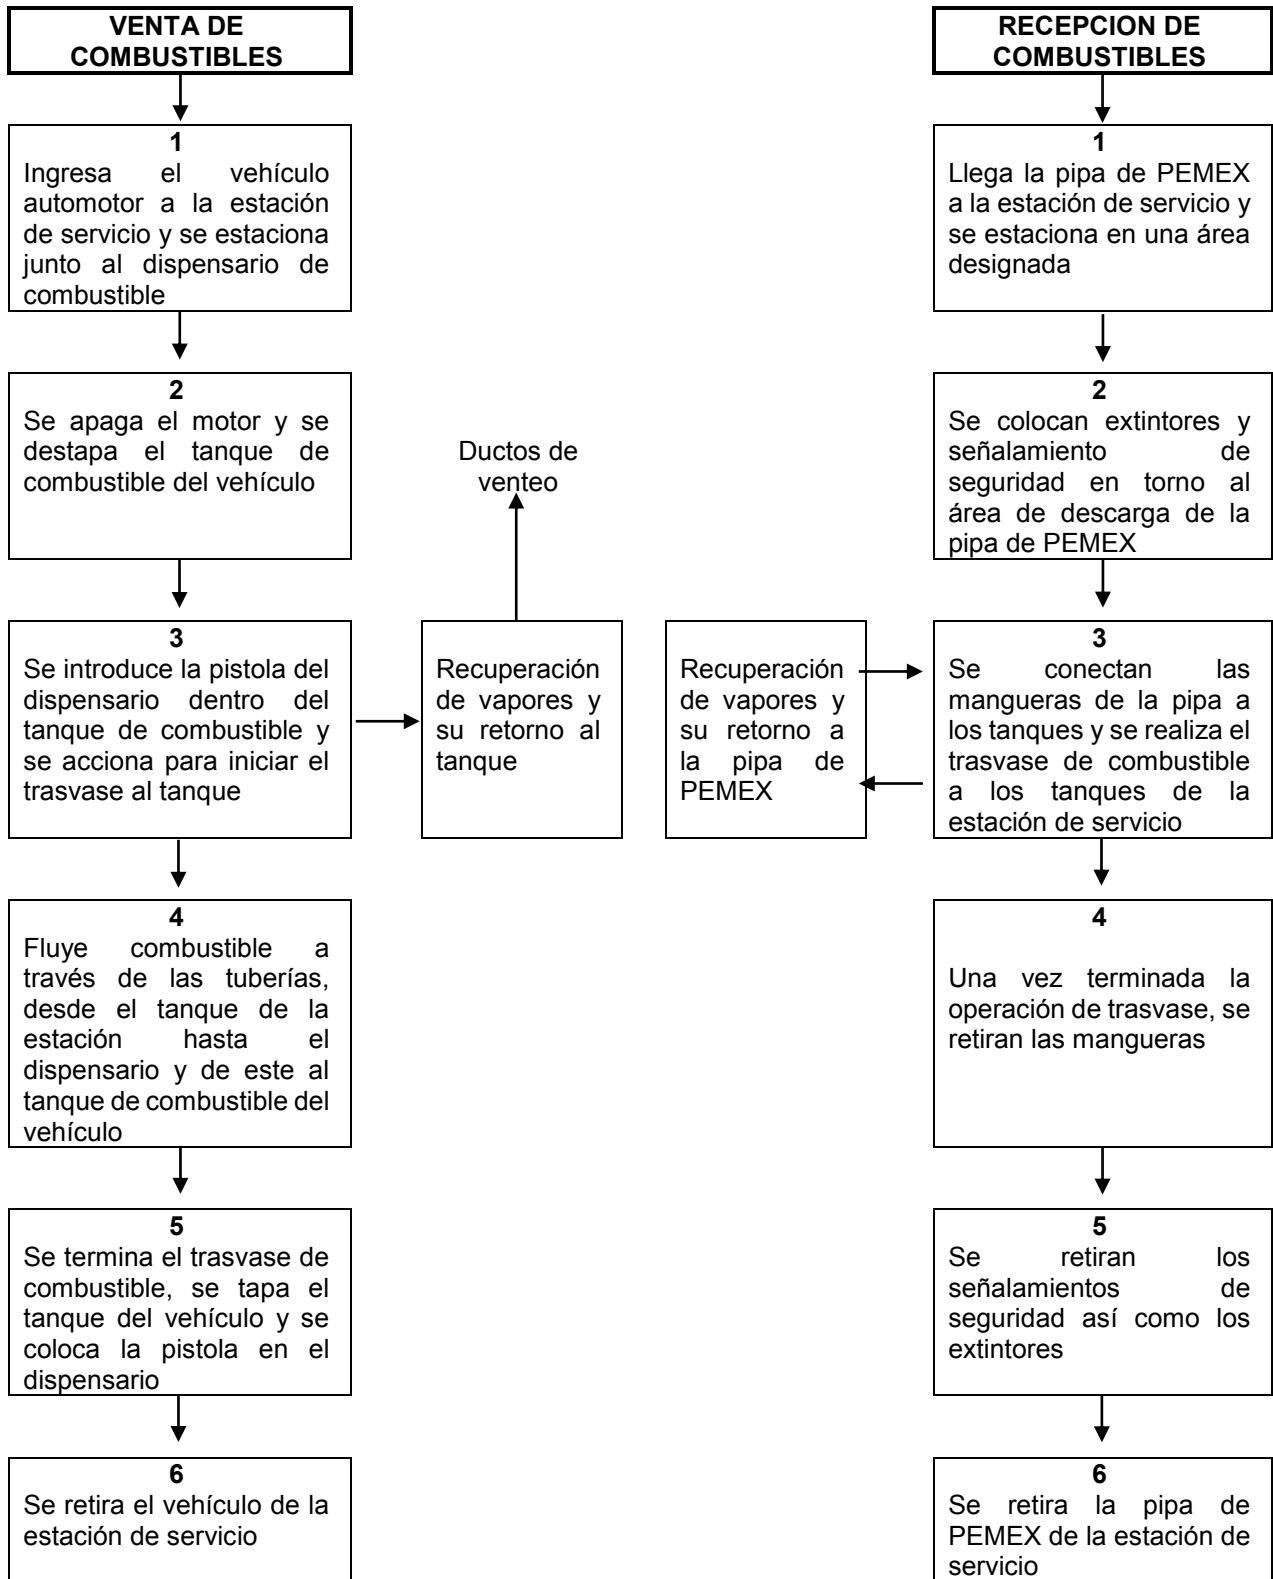 VENTA DE
COMBUSTIBLES
1
Ingresa el vehículo
automotor a la estación
de servicio y se estaciona
junto al dispensario de
combustible
2
Se apaga el motor y se
destapa el tanque de
combustible del vehículo
3
Se introduce la pistola del
dispensario dentro del
tanque de combustible y
se acciona para iniciar el
trasvase al tanque
Ductos de
venteo
Recuperación
de vapores y
su retorno al
tanque
4
Fluye combustible a
través de las tuberías,
desde el tanque de la
estación hasta el
dispensario y de este al
tanque de combustible del
vehículo
5
Se termina el trasvase de
combustible, se tapa el
tanque del vehículo y se
coloca la pistola en el
dispensario
6
Se retira el vehículo de la
estación de servicio
RECEPCION DE
COMBUSTIBLES
1
Llega la pipa de PEMEX
a la estación de servicio y
se estaciona en una área
designada
2
Se colocan extintores y
señalamiento de
seguridad en torno al
área de descarga de la
pipa de PEMEX
Recuperación
de vapores y
su retorno a
la pipa de
PEMEX
3
Se conectan las
mangueras de la pipa a
los tanques y se realiza el
trasvase de combustible
a los tanques de la
estación de servicio
4
Una vez terminada la
operación de trasvase, se
retiran las mangueras
5
Se retiran los
señalamientos de
seguridad así como los
extintores
6
Se retira la pipa de
PEMEX de la estación de
servicio